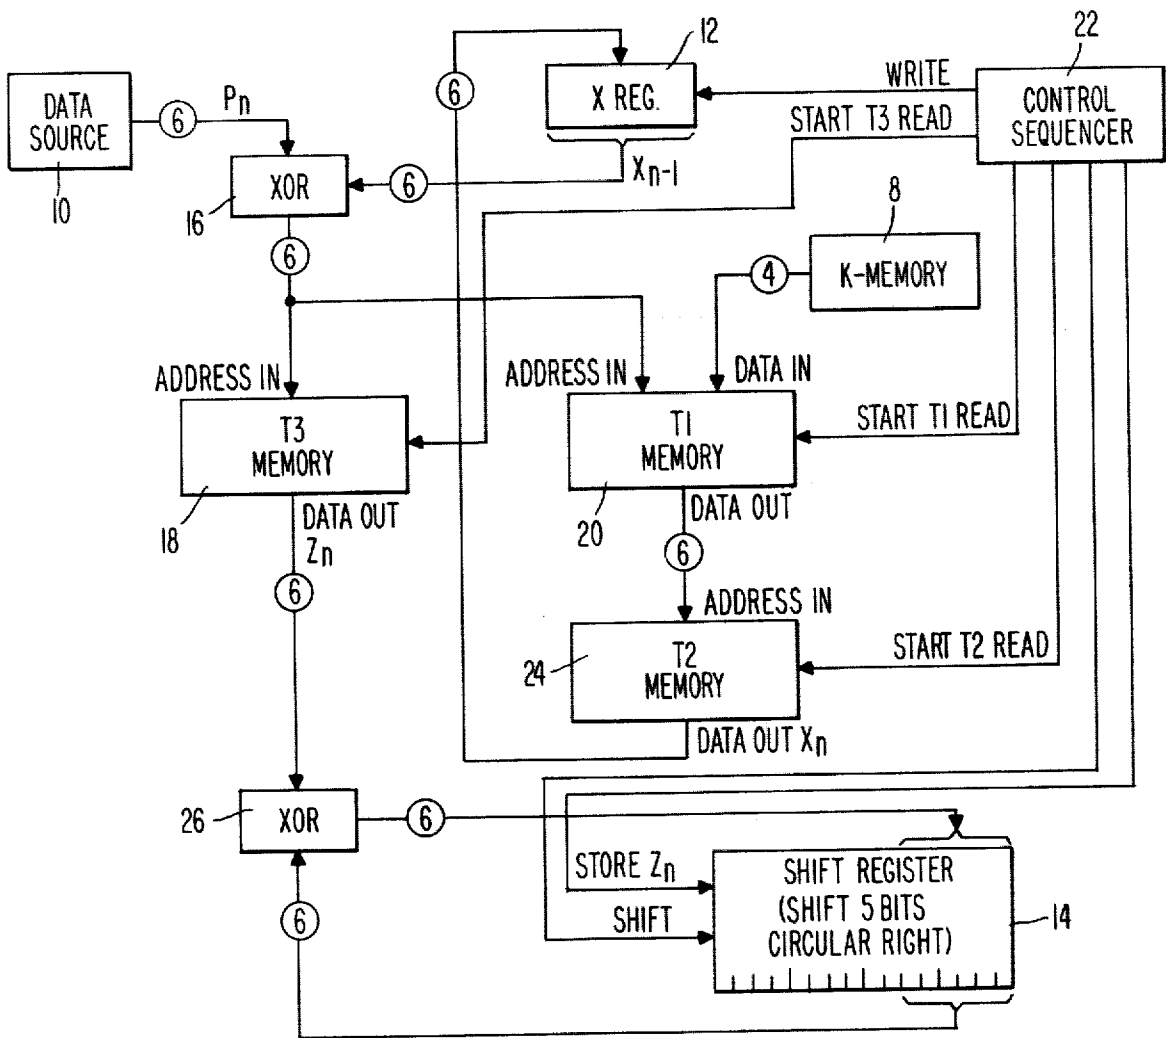 12
22
DATA
SOURCE
10
6
Pn
6
X REG.
WRITE
START T3 READ
CONTROL
SEQUENCER
XOR
16
6
Xn-1
6
8
K-MEMORY
4
ADDRESS IN
T3
MEMORY
18
DATA OUT
Zn
6
ADDRESS IN
DATA IN
T1
MEMORY
20
START T1 READ
DATA OUT
6
ADDRESS IN
T2
MEMORY
24
START T2 READ
DATA OUT Xn
26
XOR
6
6
STORE Zn
SHIFT
SHIFT REGISTER
(SHIFT 5 BITS
CIRCULAR RIGHT)
14